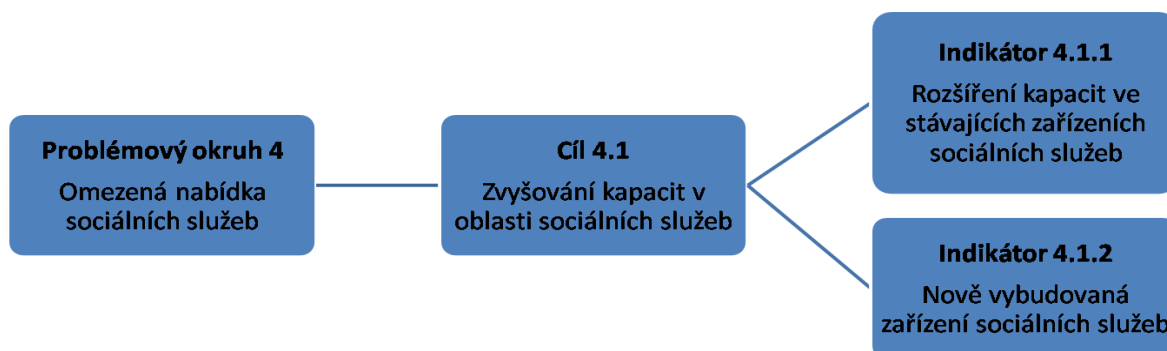 Problémový okruh 4
Omezená nabídka
sociálních služeb
Cíl 4.1
Zvyšování kapacit v
oblasti sociálních služeb
Indikátor 4.1.1
Rozšíření kapacit ve
stávajících zařízeních
sociálních služeb
Indikátor 4.1.2
Nově vybudovaná
zařízení sociálních služeb